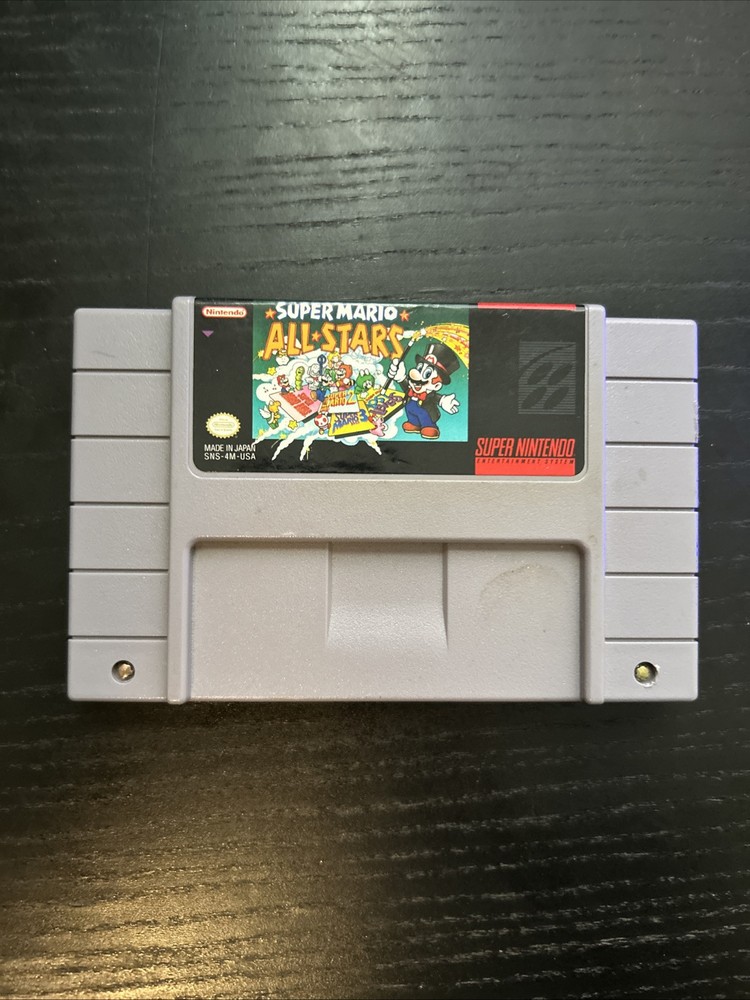 Nintendo
SUPER MARIO
ALL★STARS
MADE IN JAPAN
SNS-4M-USA
SUPER NINTENDO
ENTERTAINMENT SYSTEM